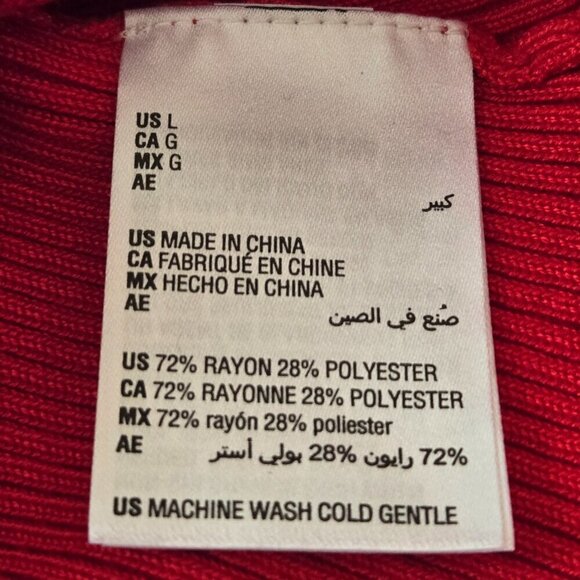 US L
CA G
MX G
AE
كبير
US MADE IN CHINA
CA FABRIQUÉ EN CHINE
MX HECHO EN CHINA
AE
صُنع في الصين
US 72% RAYON 28% POLYESTER
CA 72% RAYONNE 28% POLYESTER
MX 72% rayón 28% poliester
AE 72% رايون 28% بولي أستر
US MACHINE WASH COLD GENTLE